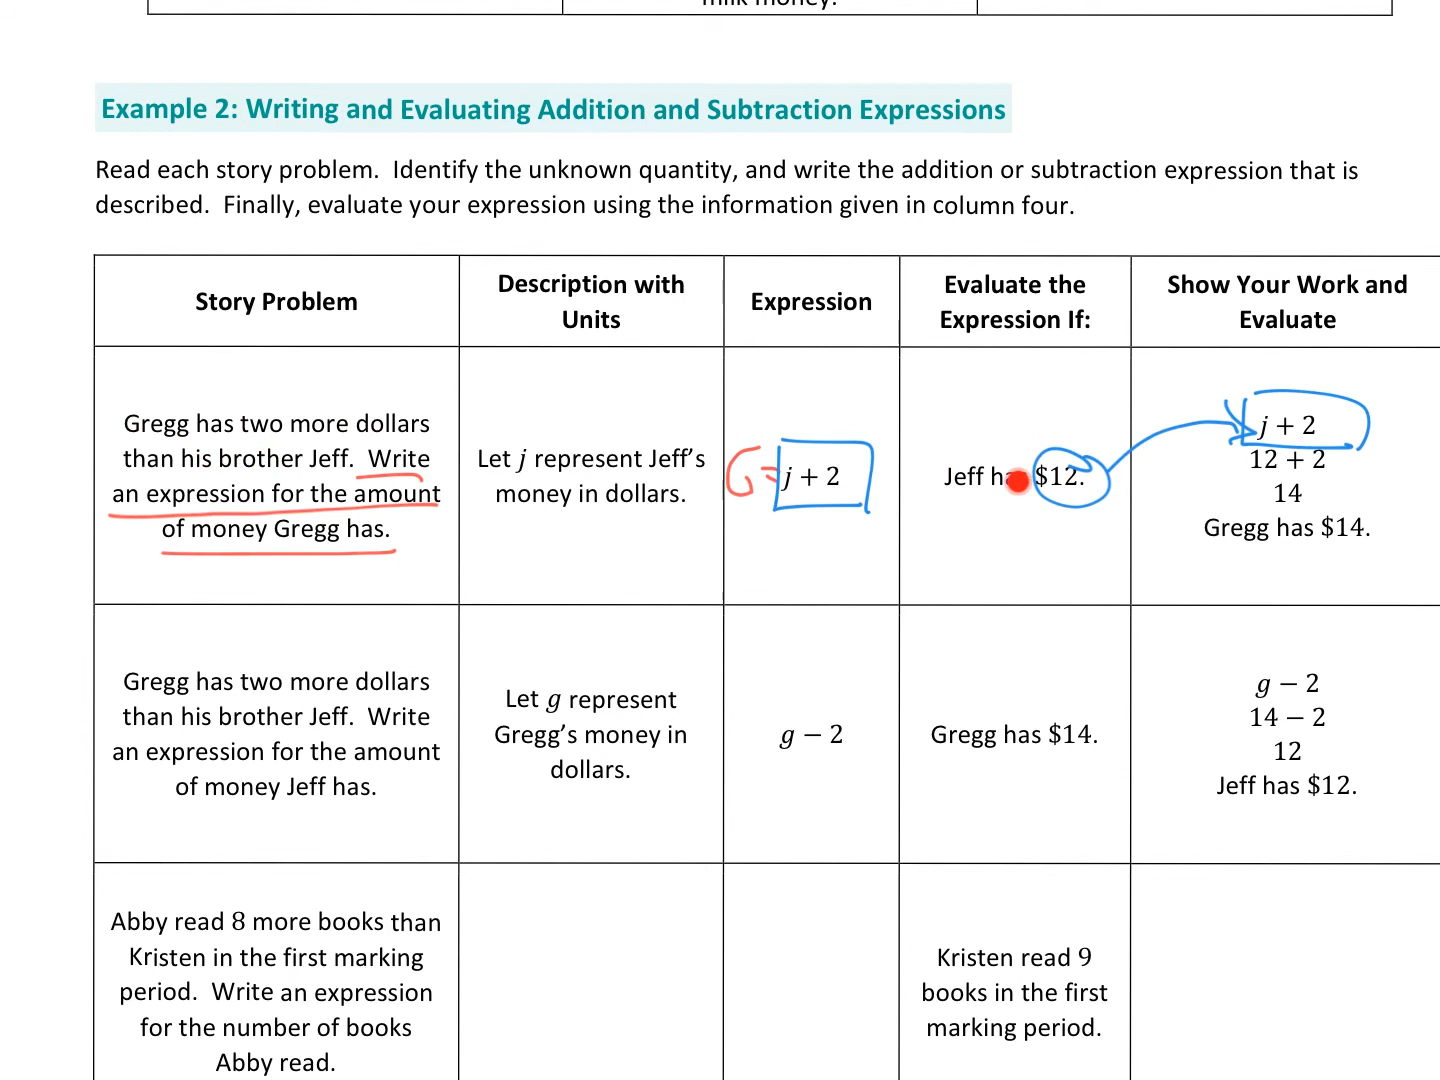 milk money.
Example 2: Writing and Evaluating Addition and Subtraction Expressions
Read each story problem.  Identify the unknown quantity, and write the addition or subtraction expression that is
described.  Finally, evaluate your expression using the information given in column four.
Story Problem
Description with
Units
Expression
Evaluate the
Expression If:
Show Your Work and
Evaluate
Gregg has two more dollars
than his brother Jeff.  Write
an expression for the amount
of money Gregg has.
Let j represent Jeff's
money in dollars.
G= j + 2
Jeff has $12.
j + 2
12 + 2
14
Gregg has $14.
Gregg has two more dollars
than his brother Jeff.  Write
an expression for the amount
of money Jeff has.
Let g represent
Gregg's money in
dollars.
g − 2
Gregg has $14.
g − 2
14 − 2
12
Jeff has $12.
Abby read 8 more books than
Kristen in the first marking
period.  Write an expression
for the number of books
Abby read.
Kristen read 9
books in the first
marking period.